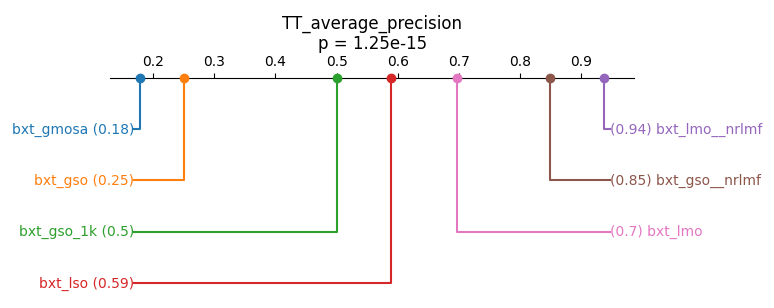 TT_average_precision
p = 1.25e-15
0.2 0.3 0.4 0.5 0.6 0.7 0.8 0.9
bxt_gmosa (0.18) (0.94) bxt_lmo__nrlmf
bxt_gso (0.25) (0.85) bxt_gso__nrlmf
bxt_gso_1k (0.5) (0.7) bxt_lmo
bxt_lso (0.59)